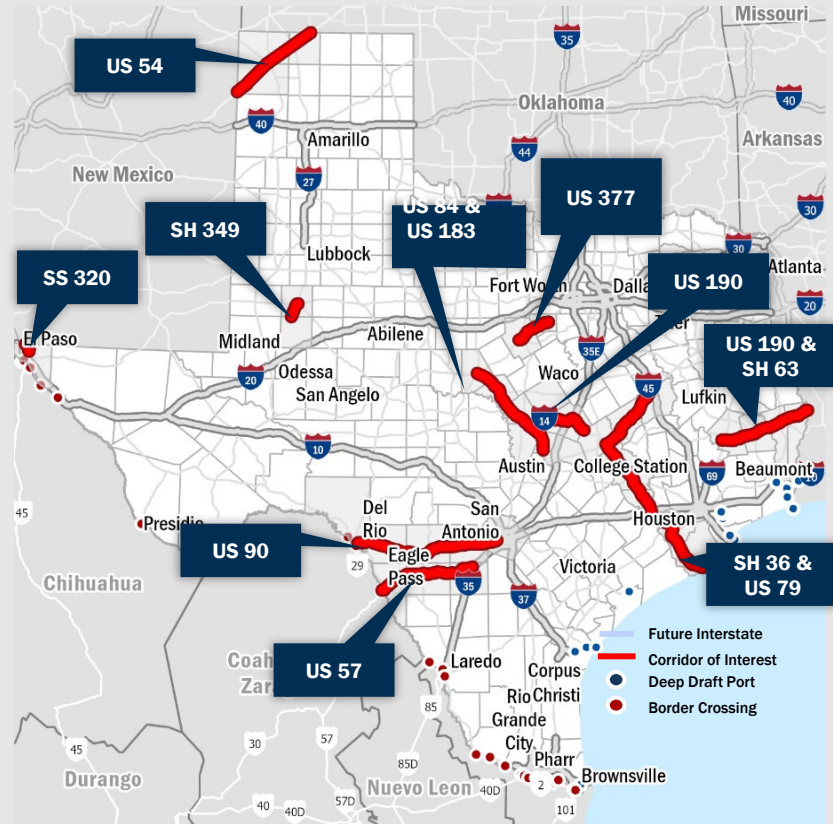 Missouri
35
US 54
Oklahoma
40
40
Amarillo
Arkansas
44
New Mexico
27
US 84 &
US 183
US 377
30
SH 349
30
Lubbock
SS 320
US 190
Atlanta
Fort Worth
Dalla
20
El Paso
Midland
Abilene
35E
Waco
US 190 &
SH 63
Odessa
20
San Angelo
45
Lufkin
14
10
Austin
College Station
69
Beaumont
10
45
Del
Rio
San
Antonio
Presidio
Houston
US 90
Eagle
Pass
29
Victoria
SH 36 &
US 79
Chihuahua
35
37
US 57
Future Interstate
Corridor of Interest
Deep Draft Port
Border Crossing
Coah
Zara
Laredo
Corpus
Christi
85
Rio
Grande
City
30
57
45
85D
Pharr
Durango
Nuevo Leon
Brownsville
40
40D
57D
40D
2
101